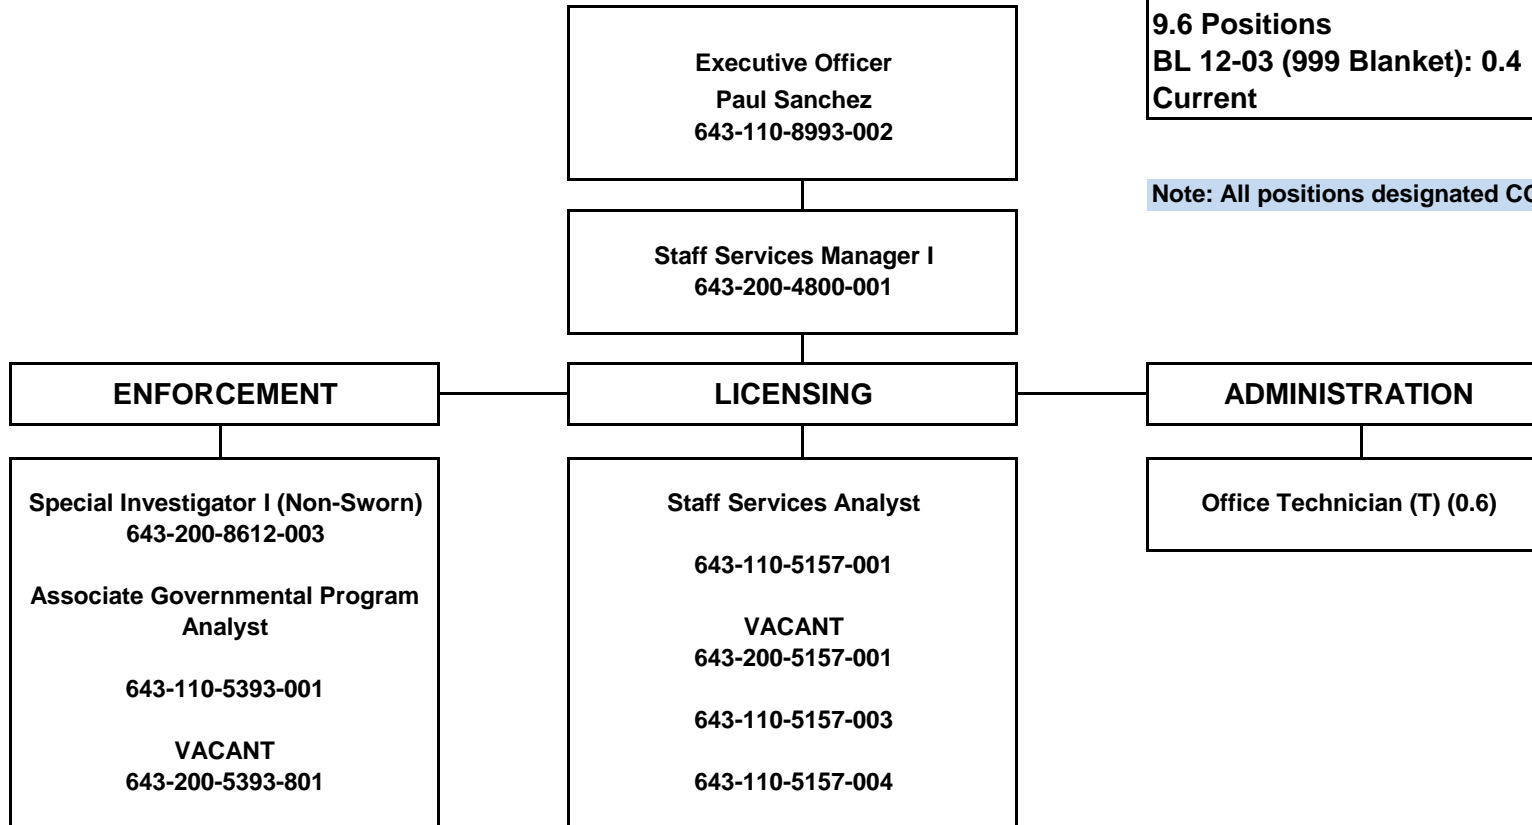 9.6 Positions
BL 12-03 (999 Blanket): 0.4
Current
Executive Officer
Paul Sanchez
643-110-8993-002
Note: All positions designated
Staff Services Manager I
643-200-4800-001
ENFORCEMENT
LICENSING
ADMINISTRATION
Special Investigator I (Non-Sworn)
643-200-8612-003
Associate Governmental Program
Analyst
643-110-5393-001
VACANT
643-200-5393-801
Staff Services Analyst
643-110-5157-001
VACANT
643-200-5157-001
643-110-5157-003
643-110-5157-004
Office Technician (T) (0.6)